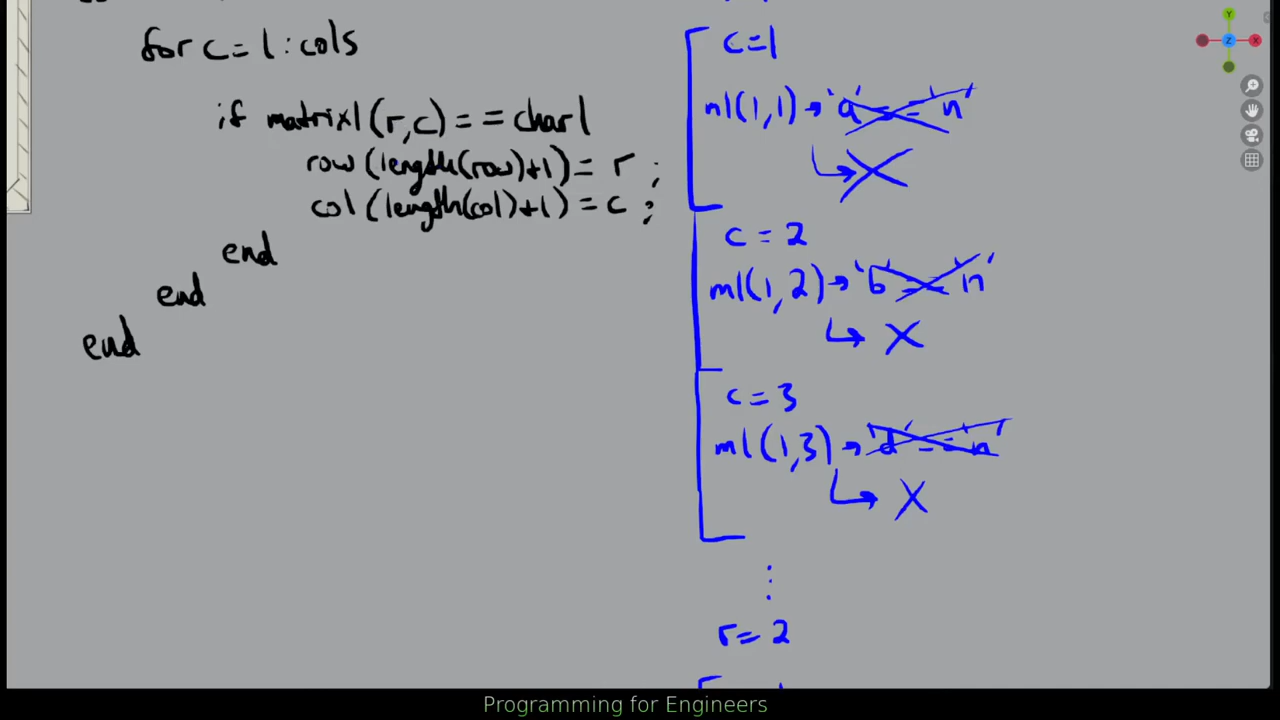 for c = 1 : cols
if matrix1 (r,c) == char1
row (length(row)+1) = r ;
col (length(col)+1) = c ;
end
end
end
c=1
m1(1,1) → 'a' == 'n'
↳ X
c = 2
m1(1,2) → 'b' == 'n'
↳ X
c = 3
m1(1,3) → 'd' == 'n'
↳ X
⋮
r = 2
Y
Z
X
Programming for Engineers